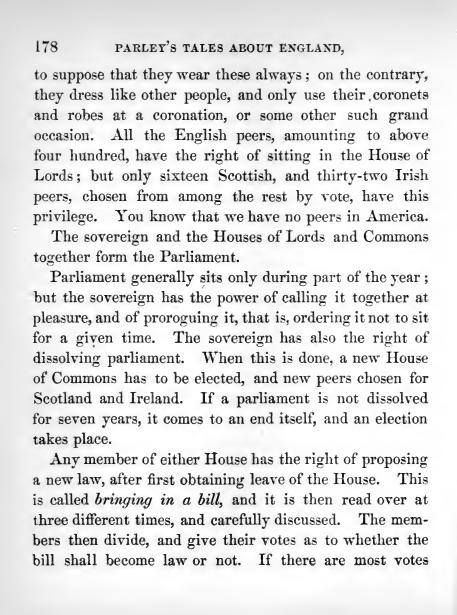 178 PARLEY'S TALES ABOUT ENGLAND,
to suppose that they wear these always; on the contrary,
they dress like other people, and only use their coronets
and robes at a coronation, or some other such grand
occasion. All the English peers, amounting to above
four hundred, have the right of sitting in the House of
Lords; but only sixteen Scottish, and thirty-two Irish
peers, chosen from among the rest by vote, have this
privilege. You know that we have no peers in America.
The sovereign and the Houses of Lords and Commons
together form the Parliament.
Parliament generally sits only during part of the year;
but the sovereign has the power of calling it together at
pleasure, and of proroguing it, that is, ordering it not to sit
for a given time. The sovereign has also the right of
dissolving parliament. When this is done, a new House
of Commons has to be elected, and new peers chosen for
Scotland and Ireland. If a parliament is not dissolved
for seven years, it comes to an end itself, and an election
takes place.
Any member of either House has the right of proposing
a new law, after first obtaining leave of the House. This
is called bringing in a bill, and it is then read over at
three different times, and carefully discussed. The mem-
bers then divide, and give their votes as to whether the
bill shall become law or not. If there are most votes